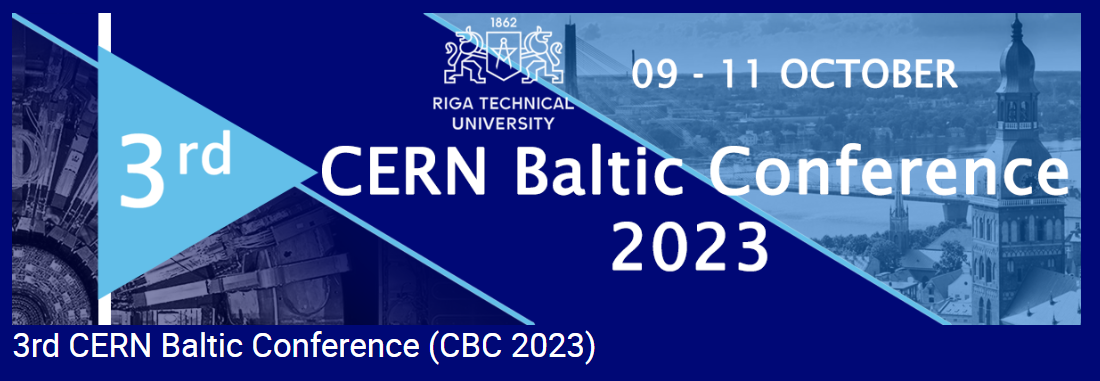 1862
RIGA TECHNICAL
UNIVERSITY
09 - 11 OCTOBER
3rd
CERN Baltic Conference
2023
3rd CERN Baltic Conference (CBC 2023)